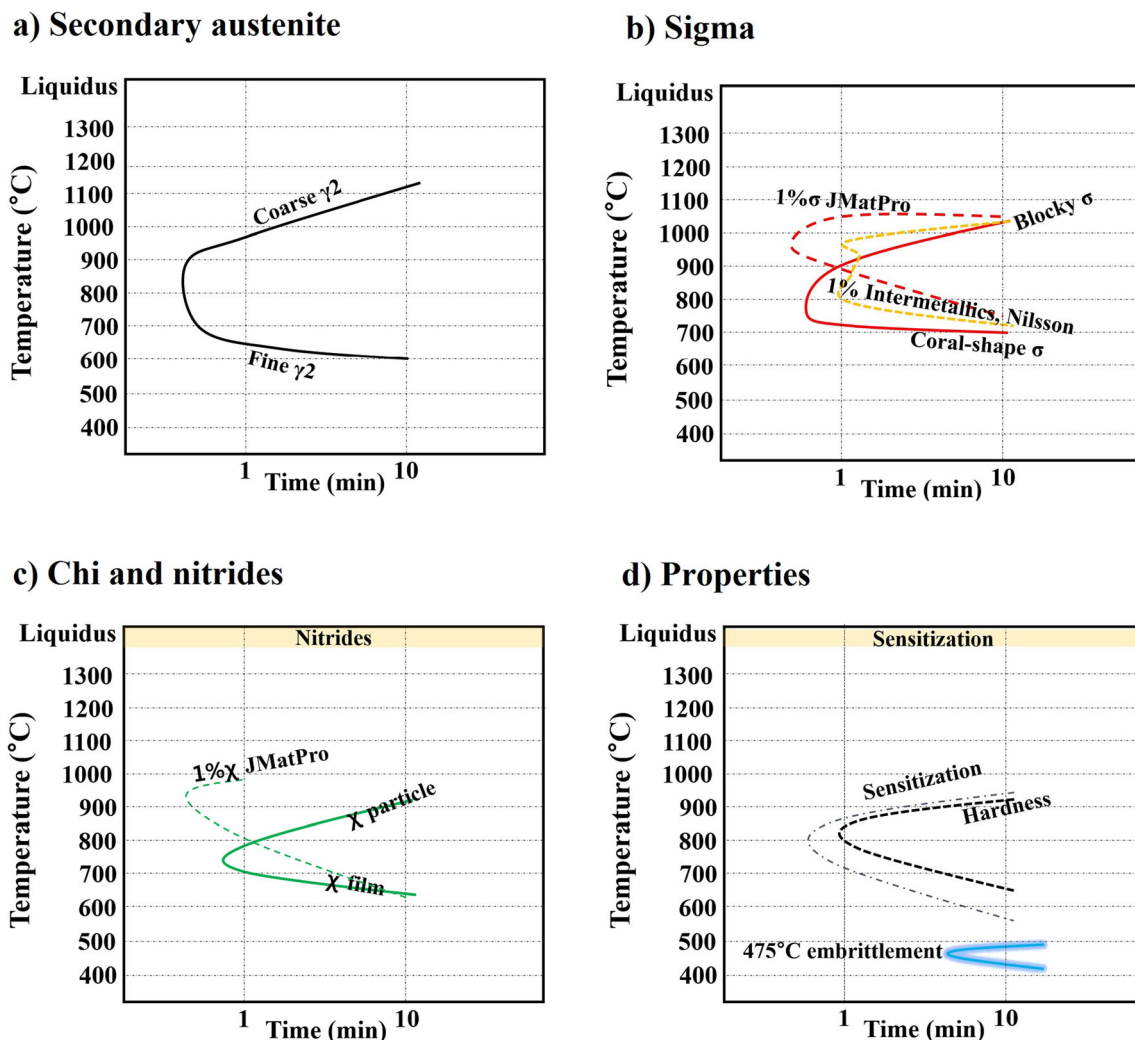 a) Secondary austenite
Liquidus
1300
1200
1100
1000
900
800
700
600
500
400
Temperature (°C)
Coarse γ2
Fine γ2
1
10
Time (min)
b) Sigma
Liquidus
1300
1200
1100
1000
900
800
700
600
500
400
Temperature (°C)
1%σ JMatPro
Blocky σ
1% Intermetallics, Nilsson
Coral-shape σ
1
10
Time (min)
c) Chi and nitrides
Liquidus
Nitrides
1300
1200
1100
1000
900
800
700
600
500
400
Temperature (°C)
1%χ JMatPro
χ particle
χ film
1
10
Time (min)
d) Properties
Liquidus
Sensitization
1300
1200
1100
1000
900
800
700
600
500
400
Temperature (°C)
Sensitization
Hardness
475°C embrittlement
1
10
Time (min)